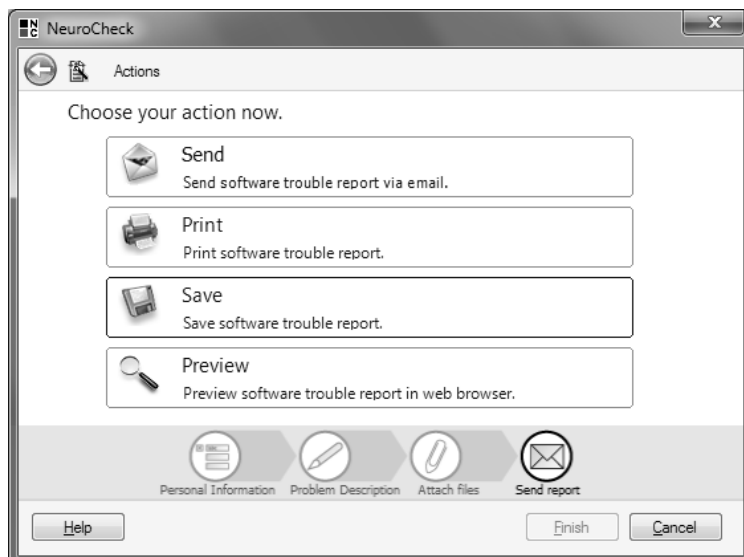 NeuroCheck
Actions
Choose your action now.
Send
Send software trouble report via email.
Print
Print software trouble report.
Save
Save software trouble report.
Preview
Preview software trouble report in web browser.
Personal Information Problem Description Attach files Send report
Help Finish Cancel